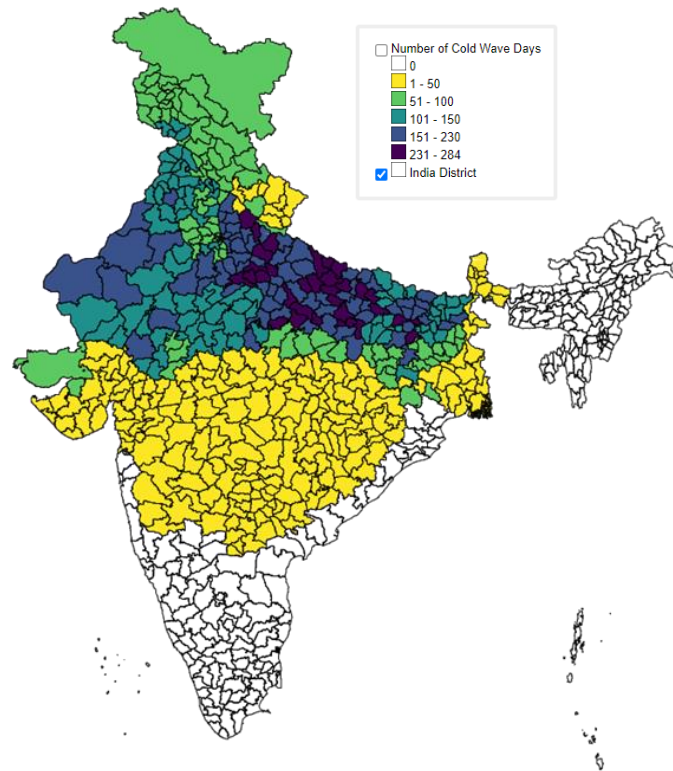 Number of Cold Wave Days
0
1 - 50
51 - 100
101 - 150
151 - 230
231 - 284
India District